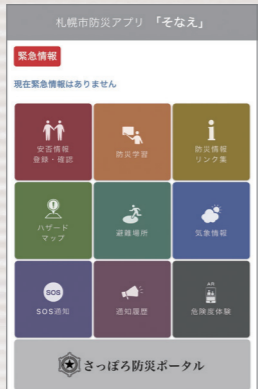 札幌市防災アプリ 「そなえ」
緊急情報
現在緊急情報はありません
安否情報
登録・確認
防災学習
防災情報
リンク集
ハザード
マップ
避難場所
気象情報
SOS
SOS通知
通知履歴
AR
危険度体験
さっぽろ防災ポータル